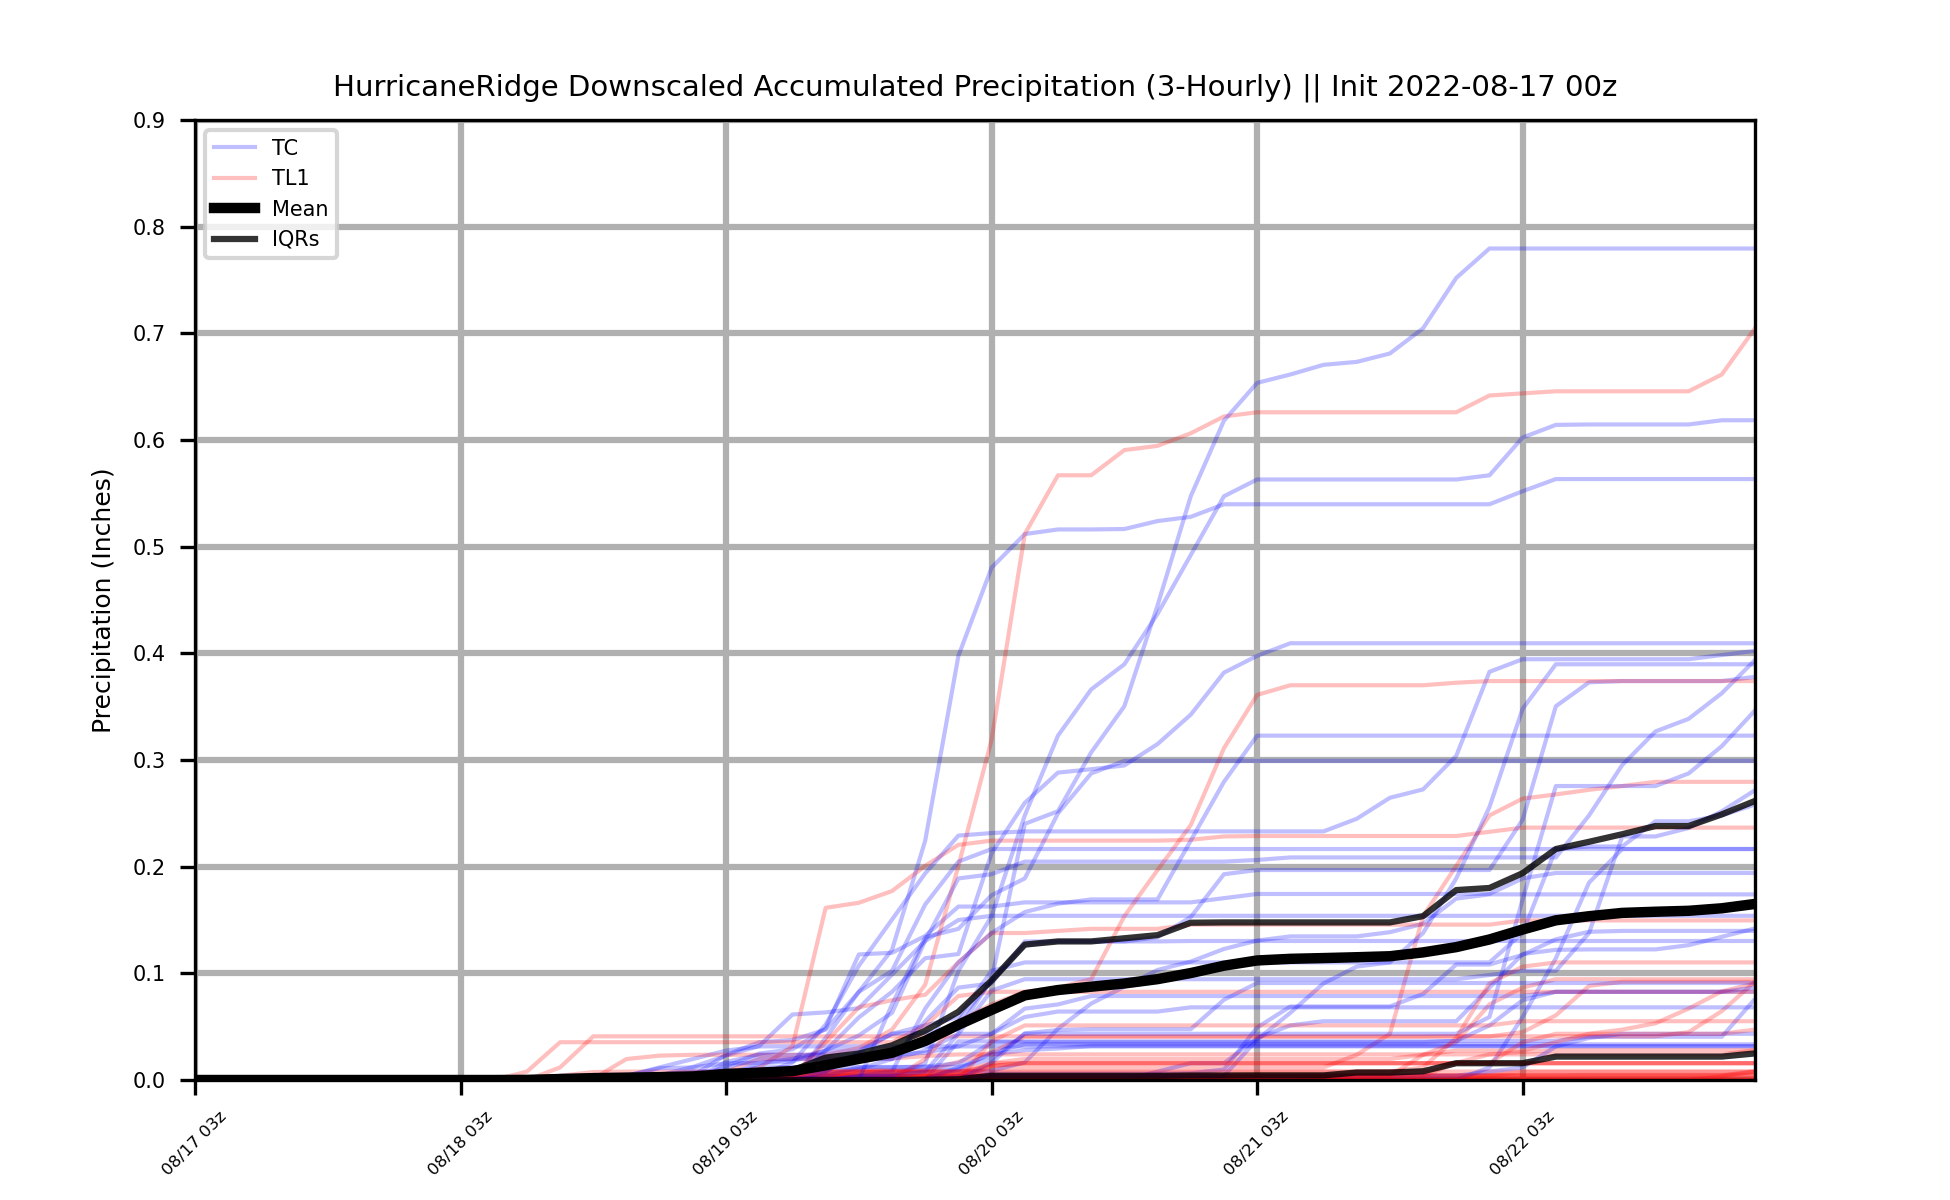 HurricaneRidge Downscaled Accumulated Precipitation (3-Hourly) || Init 2022-08-17 00z
TC
TL1
Mean
IQRs
Precipitation (Inches)
0.9
0.8
0.7
0.6
0.5
0.4
0.3
0.2
0.1
0.0
08/17 03z
08/18 03z
08/19 03z
08/20 03z
08/21 03z
08/22 03z